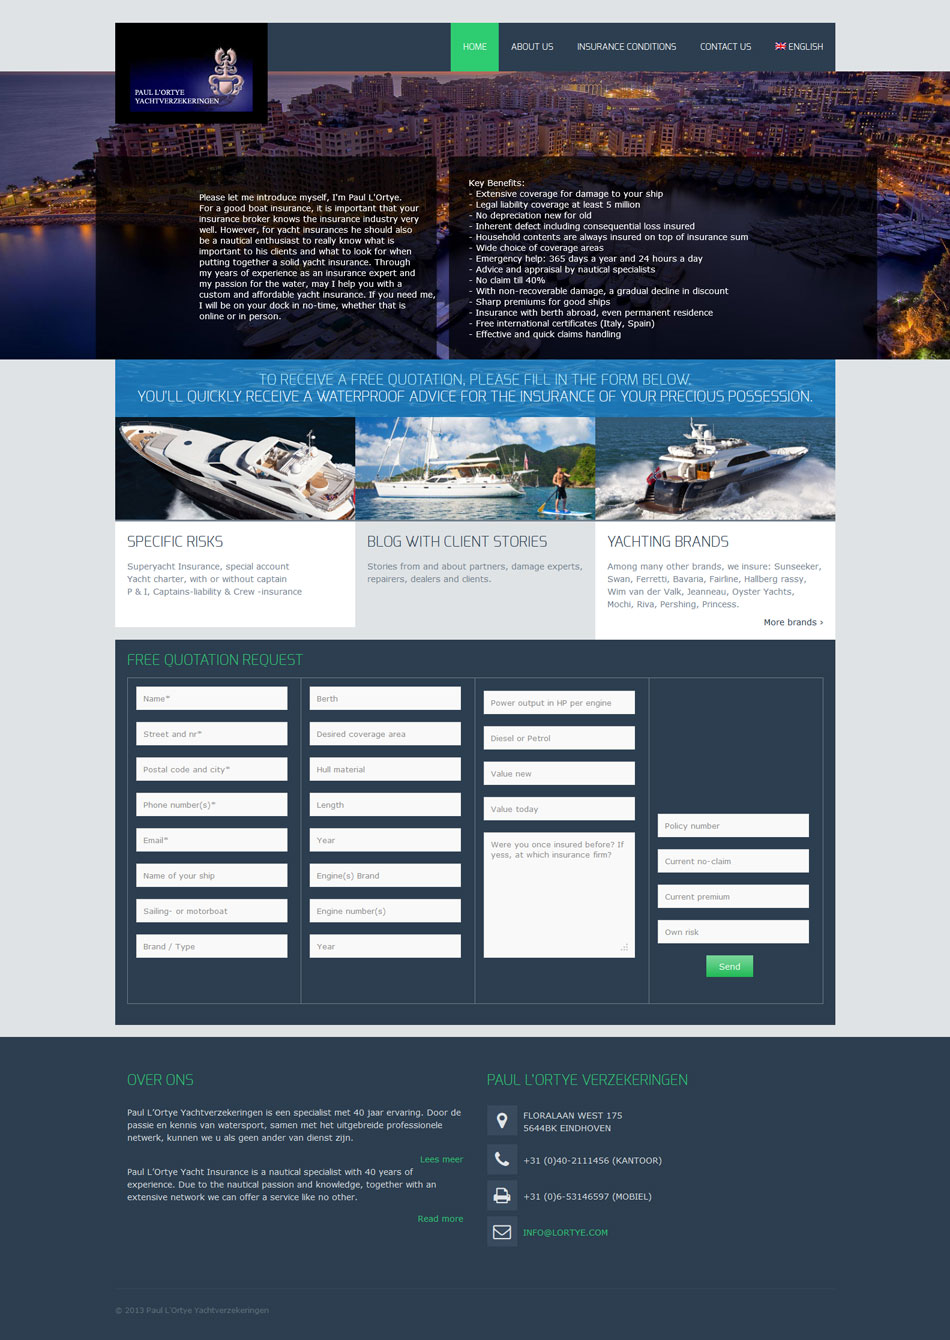 PAUL L'ORTYE
YACHTVERZEKERINGEN
HOME
ABOUT US
INSURANCE CONDITIONS
CONTACT US
ENGLISH
Please let me introduce myself, I'm Paul L'Ortye.
For a good boat insurance, it is important that your
insurance broker knows the insurance industry very
well. However, for yacht insurances he should also
be a nautical enthusiast to really know what is
important to his clients and what to look for when
putting together a solid yacht insurance. Through
my years of experience as an insurance expert and
my passion for the water, may I help you with a
custom and affordable yacht insurance. If you need me,
I will be on your dock in no-time, whether that is
online or in person.
Key Benefits:
- Extensive coverage for damage to your ship
- Legal liability coverage at least 5 million
- No depreciation new for old
- Inherent defect including consequential loss insured
- Household contents are always insured on top of insurance sum
- Wide choice of coverage areas
- Emergency help: 365 days a year and 24 hours a day
- Advice and appraisal by nautical specialists
- No claim till 40%
- With non-recoverable damage, a gradual decline in discount
- Sharp premiums for good ships
- Insurance with berth abroad, even permanent residence
- Free international certificates (Italy, Spain)
- Effective and quick claims handling
TO RECEIVE A FREE QUOTATION, PLEASE FILL IN THE FORM BELOW.
YOU'LL QUICKLY RECEIVE A WATERPROOF ADVICE FOR THE INSURANCE OF YOUR PRECIOUS POSSESSION.
SPECIFIC RISKS
Superyacht Insurance, special account
Yacht charter, with or without captain
P & I, Captains-liability & Crew -insurance
BLOG WITH CLIENT STORIES
Stories from and about partners, damage experts,
repairers, dealers and clients.
YACHTING BRANDS
Among many other brands, we insure: Sunseeker,
Swan, Ferretti, Bavaria, Fairline, Hallberg rassy,
Wim van der Valk, Jeanneau, Oyster Yachts,
Mochi, Riva, Pershing, Princess.
More brands ›
FREE QUOTATION REQUEST
Name*
Street and nr*
Postal code and city*
Phone number(s)*
Email*
Name of your ship
Sailing- or motorboat
Brand / Type
Berth
Desired coverage area
Hull material
Length
Year
Engine(s) Brand
Engine number(s)
Year
Power output in HP per engine
Diesel or Petrol
Value new
Value today
Were you once insured before? If
yess, at which insurance firm?
Policy number
Current no-claim
Current premium
Own risk
Send
OVER ONS
Paul L'Ortye Yachtverzekeringen is een specialist met 40 jaar ervaring. Door de
passie en kennis van watersport, samen met het uitgebreide professionele
netwerk, kunnen we u als geen ander van dienst zijn.
Lees meer
Paul L'Ortye Yacht Insurance is a nautical specialist with 40 years of
experience. Due to the nautical passion and knowledge, together with an
extensive network we can offer a service like no other.
Read more
PAUL L'ORTYE VERZEKERINGEN
FLORALAAN WEST 175
5644BK EINDHOVEN
+31 (0)40-2111456 (KANTOOR)
+31 (0)6-53146597 (MOBIEL)
INFO@LORTYE.COM
© 2013 Paul L'Ortye Yachtverzekeringen